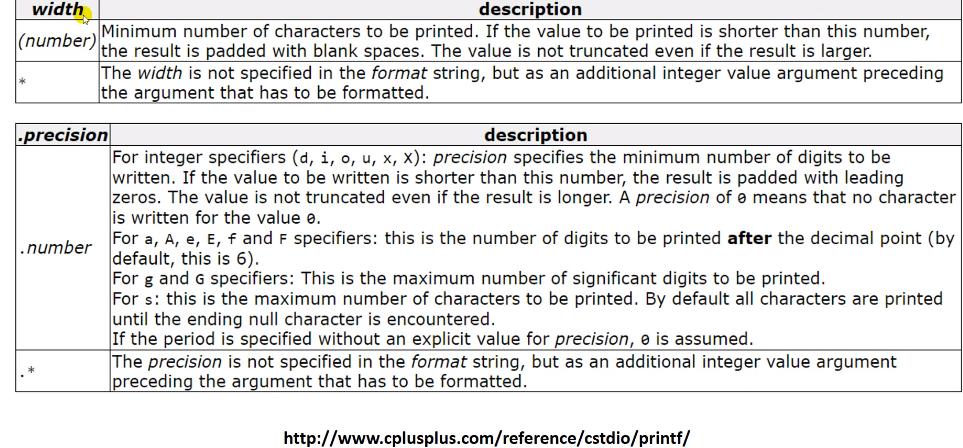 width description
(number) Minimum number of characters to be printed. If the value to be printed is shorter than this number,
the result is padded with blank spaces. The value is not truncated even if the result is larger.
* The width is not specified in the format string, but as an additional integer value argument preceding
the argument that has to be formatted.
.precision description
For integer specifiers (d, i, o, u, x, X): precision specifies the minimum number of digits to be
written. If the value to be written is shorter than this number, the result is padded with leading
zeros. The value is not truncated even if the result is longer. A precision of 0 means that no character
is written for the value 0.
.number For a, A, e, E, f and F specifiers: this is the number of digits to be printed after the decimal point (by
default, this is 6).
For g and G specifiers: This is the maximum number of significant digits to be printed.
For s: this is the maximum number of characters to be printed. By default all characters are printed
until the ending null character is encountered.
If the period is specified without an explicit value for precision, 0 is assumed.
.* The precision is not specified in the format string, but as an additional integer value argument
preceding the argument that has to be formatted.
http://www.cplusplus.com/reference/cstdio/printf/